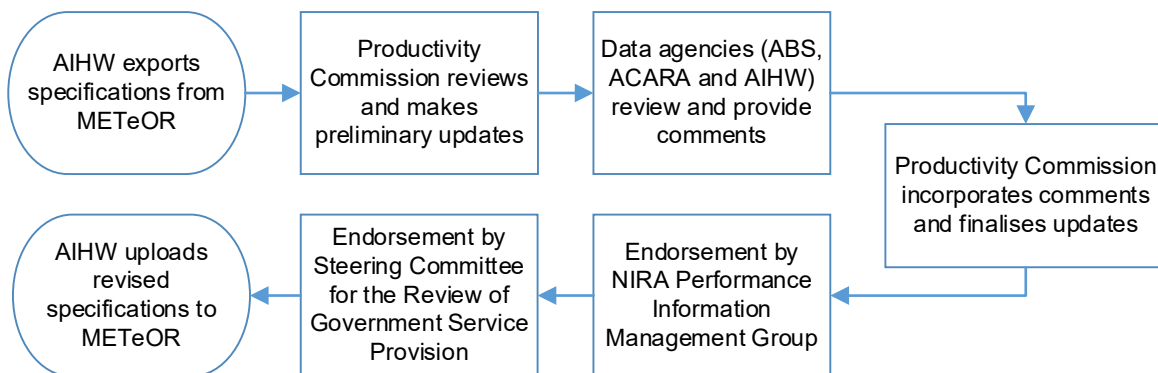 AIHW exports
specifications from
METeOR
Productivity
Commission reviews
and makes
preliminary updates
Data agencies (ABS,
ACARA and AIHW)
review and provide
comments
Productivity Commission
incorporates comments
and finalises updates
Endorsement by
NIRA Performance
Information
Management Group
Endorsement by
Steering Committee
for the Review of
Government Service
Provision
AIHW uploads
revised
specifications to
METeOR